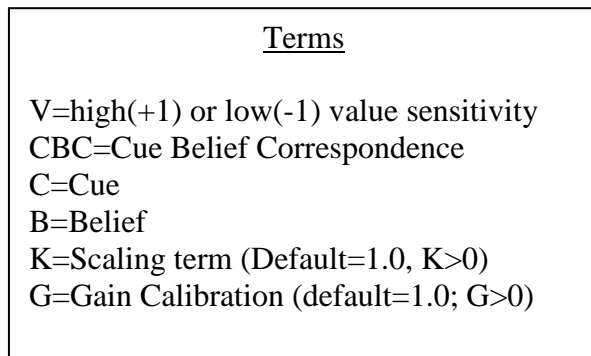 Terms
V=high(+1) or low(-1) value sensitivity
CBC=Cue Belief Correspondence
C=Cue
B=Belief
K=Scaling term (Default=1.0, K>0)
G=Gain Calibration (default=1.0; G>0)